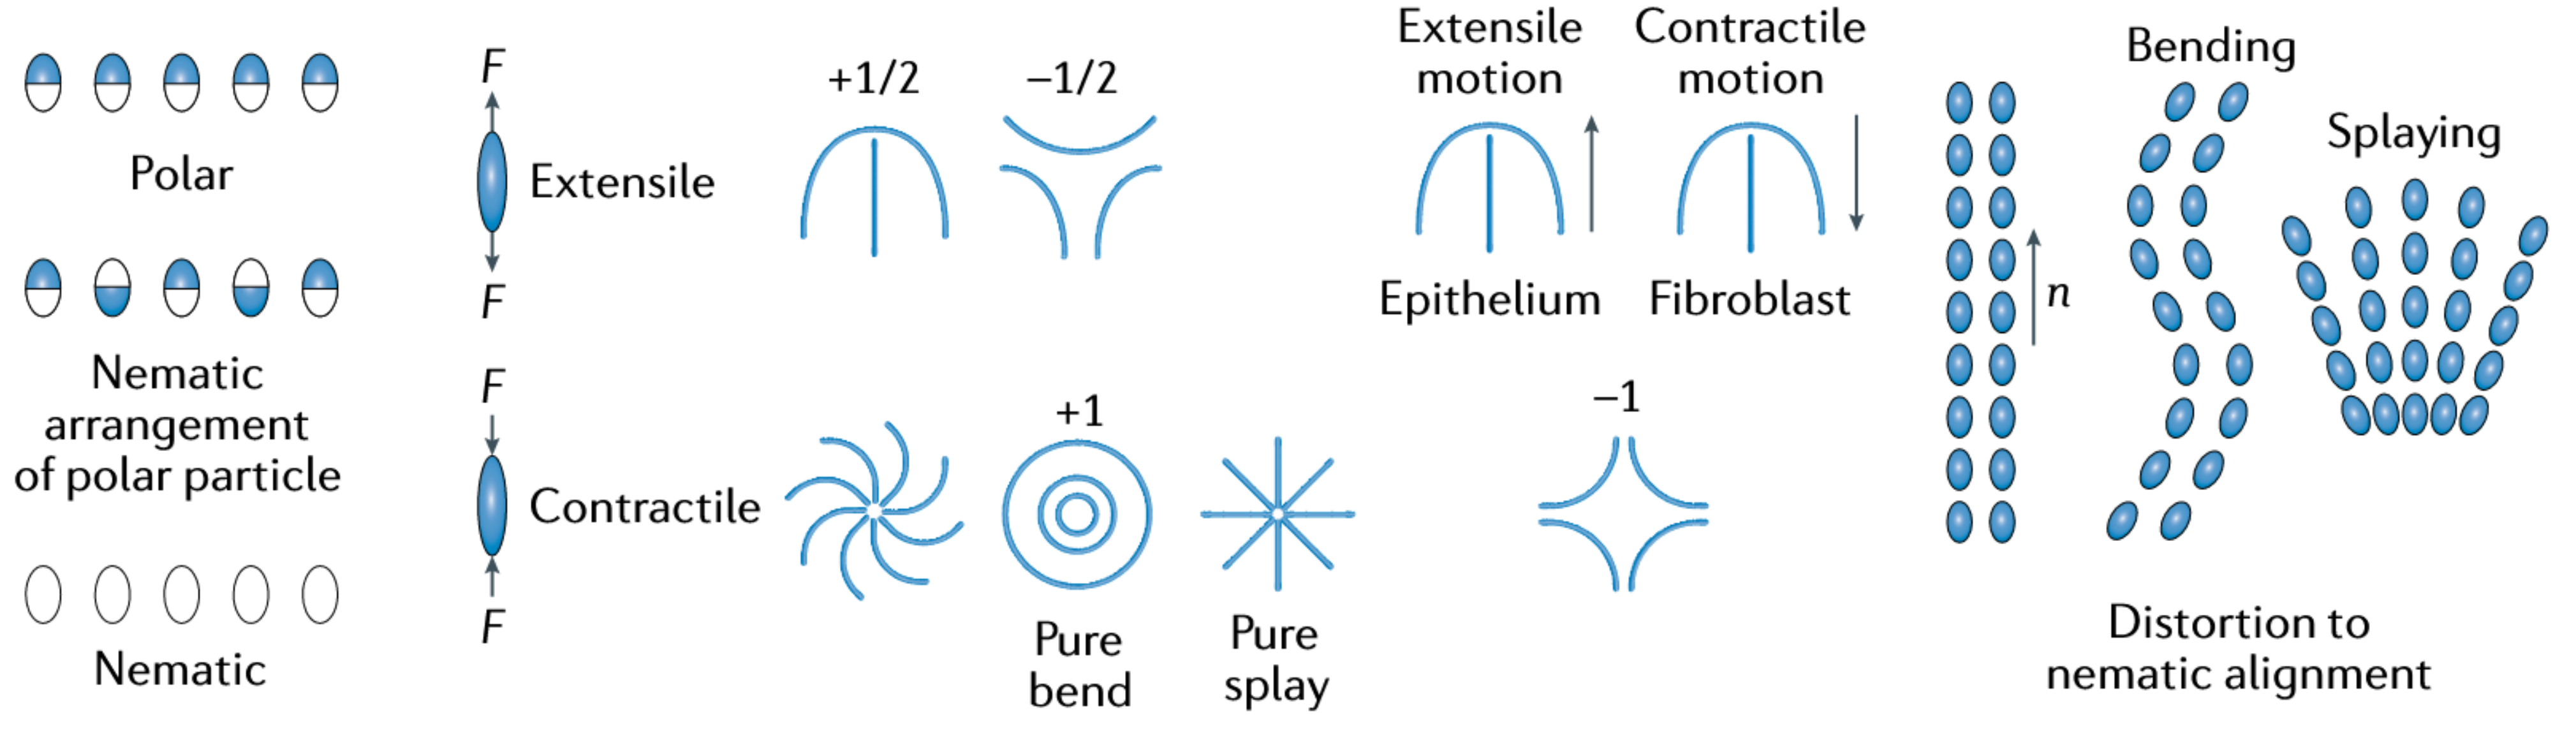 Polar
Nematic
arrangement
of polar particle
Nematic
F
Extensile
F
F
Contractile
F
+1/2
−1/2
+1
Pure
bend
Pure
splay
Extensile
motion
Epithelium
Contractile
motion
Fibroblast
−1
n
Bending
Splaying
Distortion to
nematic alignment